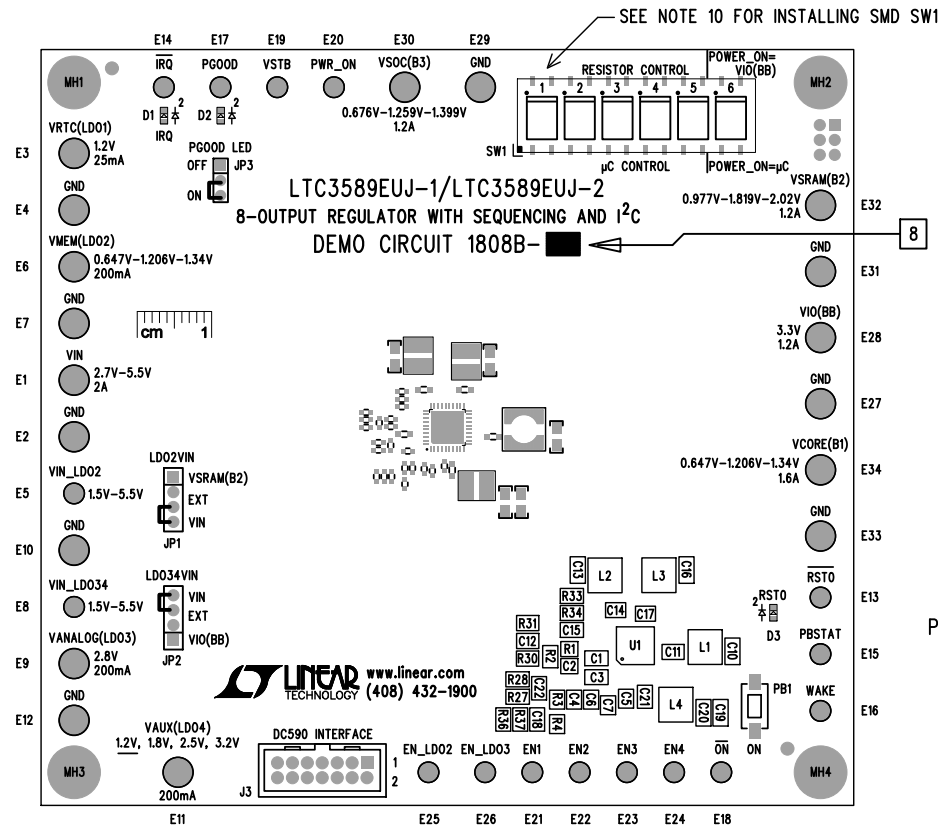 SEE NOTE 10 FOR INSTALLING SMD SW1
E14 E17 E19 E20 E30 E29
MH1
IRQ PGOOD VSTB PWR_ON VSOC(B3) GND
RESISTOR CONTROL
POWER_ON=
VIO(BB)
MH2
1 2 3 4 5 6
0.676V-1.259V-1.399V
1.2A
D1 2 D2 2
IRQ
SW1
µC CONTROL
POWER_ON=µC
PGOOD LED
OFF
JP3
ON
E3
VRTC(LDO1)
1.2V
25mA
E4
GND
LTC3589EUJ-1/LTC3589EUJ-2
8-OUTPUT REGULATOR WITH SEQUENCING AND I²C
DEMO CIRCUIT 1808B-
8
VSRAM(B2)
0.977V-1.819V-2.02V
1.2A
E32
E6
VMEM(LDO2)
0.647V-1.206V-1.34V
200mA
GND
E31
E7
GND
cm 1
VIO(BB)
3.3V
1.2A
E28
E1
VIN
2.7V-5.5V
2A
GND
E27
E2
GND
VCORE(B1)
0.647V-1.206V-1.34V
1.6A
E34
E5
VIN_LDO2
1.5V-5.5V
LDO2VIN
VSRAM(B2)
EXT
VIN
JP1
E10
GND
GND
E33
E8
VIN_LDO34
1.5V-5.5V
LDO34VIN
VIN
EXT
VIO(BB)
JP2
C13 L2 L3 C16
R33
R34 C14 C17
R31 C15
C12 R1 U1 C11 L1 C10
R30 R2 C2 C1
C3
R28
R27 C22 R3 C4 C6 C7 C5 C21 L4 C20 C19
R36 R37 C18 R4
RSTO
E13
RSTO
2
D3
P
PBSTAT
E15
PB1
WAKE
E16
ON
E9
VANALOG(LDO3)
2.8V
200mA
LINEAR
TECHNOLOGY
www.linear.com
(408) 432-1900
E12
GND
MH3
VAUX(LDO4)
1.2V, 1.8V, 2.5V, 3.2V
200mA
E11
DC590 INTERFACE
1
2
J3
EN_LDO2 EN_LDO3 EN1 EN2 EN3 EN4 ON
MH4
E25 E26 E21 E22 E23 E24 E18